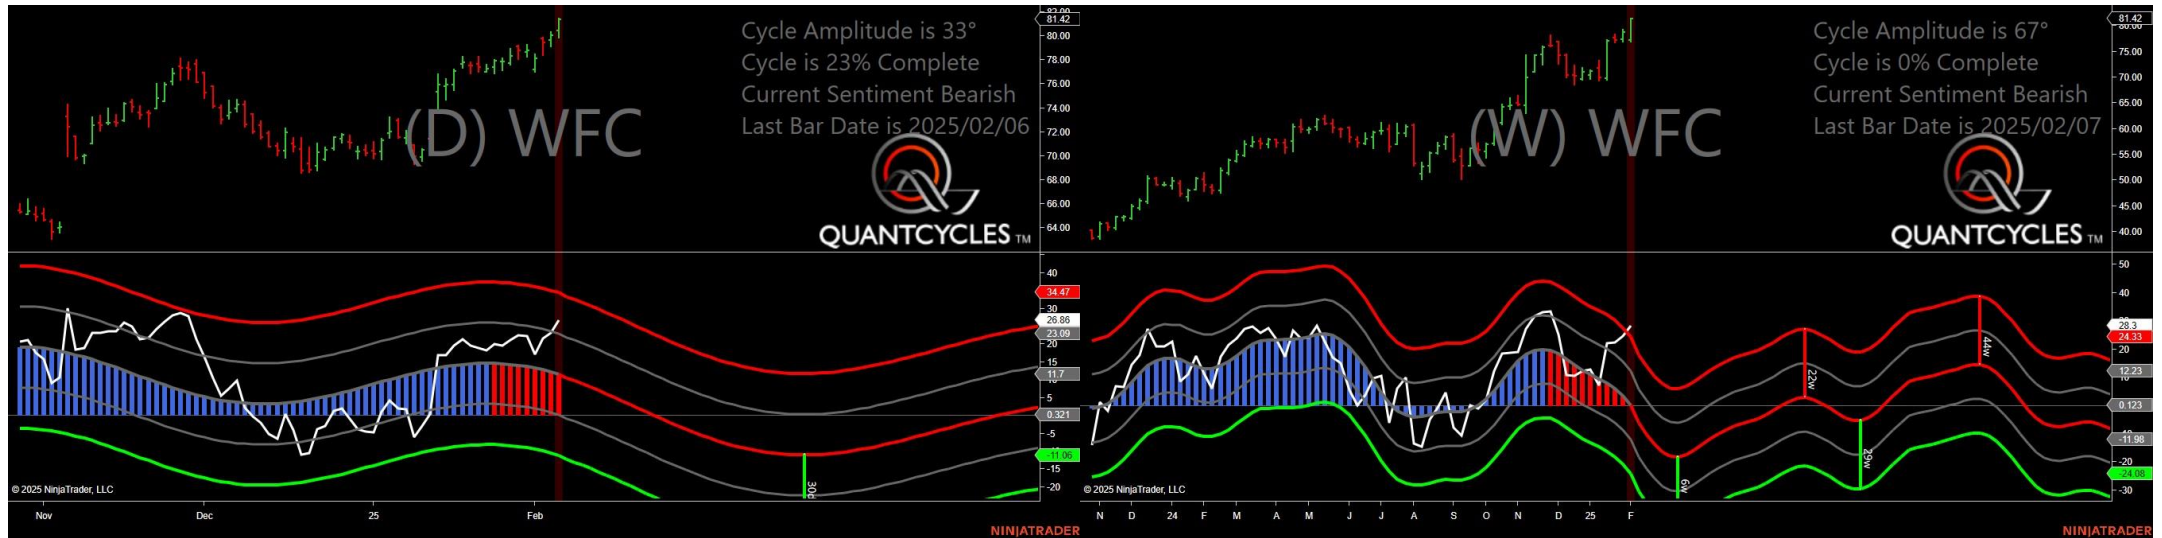 Cycle Amplitude is 33°
Cycle is 23% Complete
Current Sentiment Bearish
Last Bar Date is 2025/02/06
(D) WFC
QUANTCYCLES TM
82.00
81.42
80.00
78.00
76.00
74.00
72.00
70.00
68.00
66.00
64.00
40
34.47
30
26.86
23.09
20
15
11.7
5
0.321
-5
-11.06
-15
-20
30d
© 2025 NinjaTrader, LLC
Nov Dec 25 Feb
NINJATRADER
Cycle Amplitude is 67°
Cycle is 0% Complete
Current Sentiment Bearish
Last Bar Date is 2025/02/07
(W) WFC
QUANTCYCLES TM
81.42
80.00
75.00
70.00
65.00
60.00
55.00
50.00
45.00
40.00
50
40
28.3
24.33
20
12.23
0.123
-11.98
-20
-24.08
-30
6w
22w
29w
44w
© 2025 NinjaTrader, LLC
N D 24 F M A M J J A S O N D 25 F
NINJATRADER